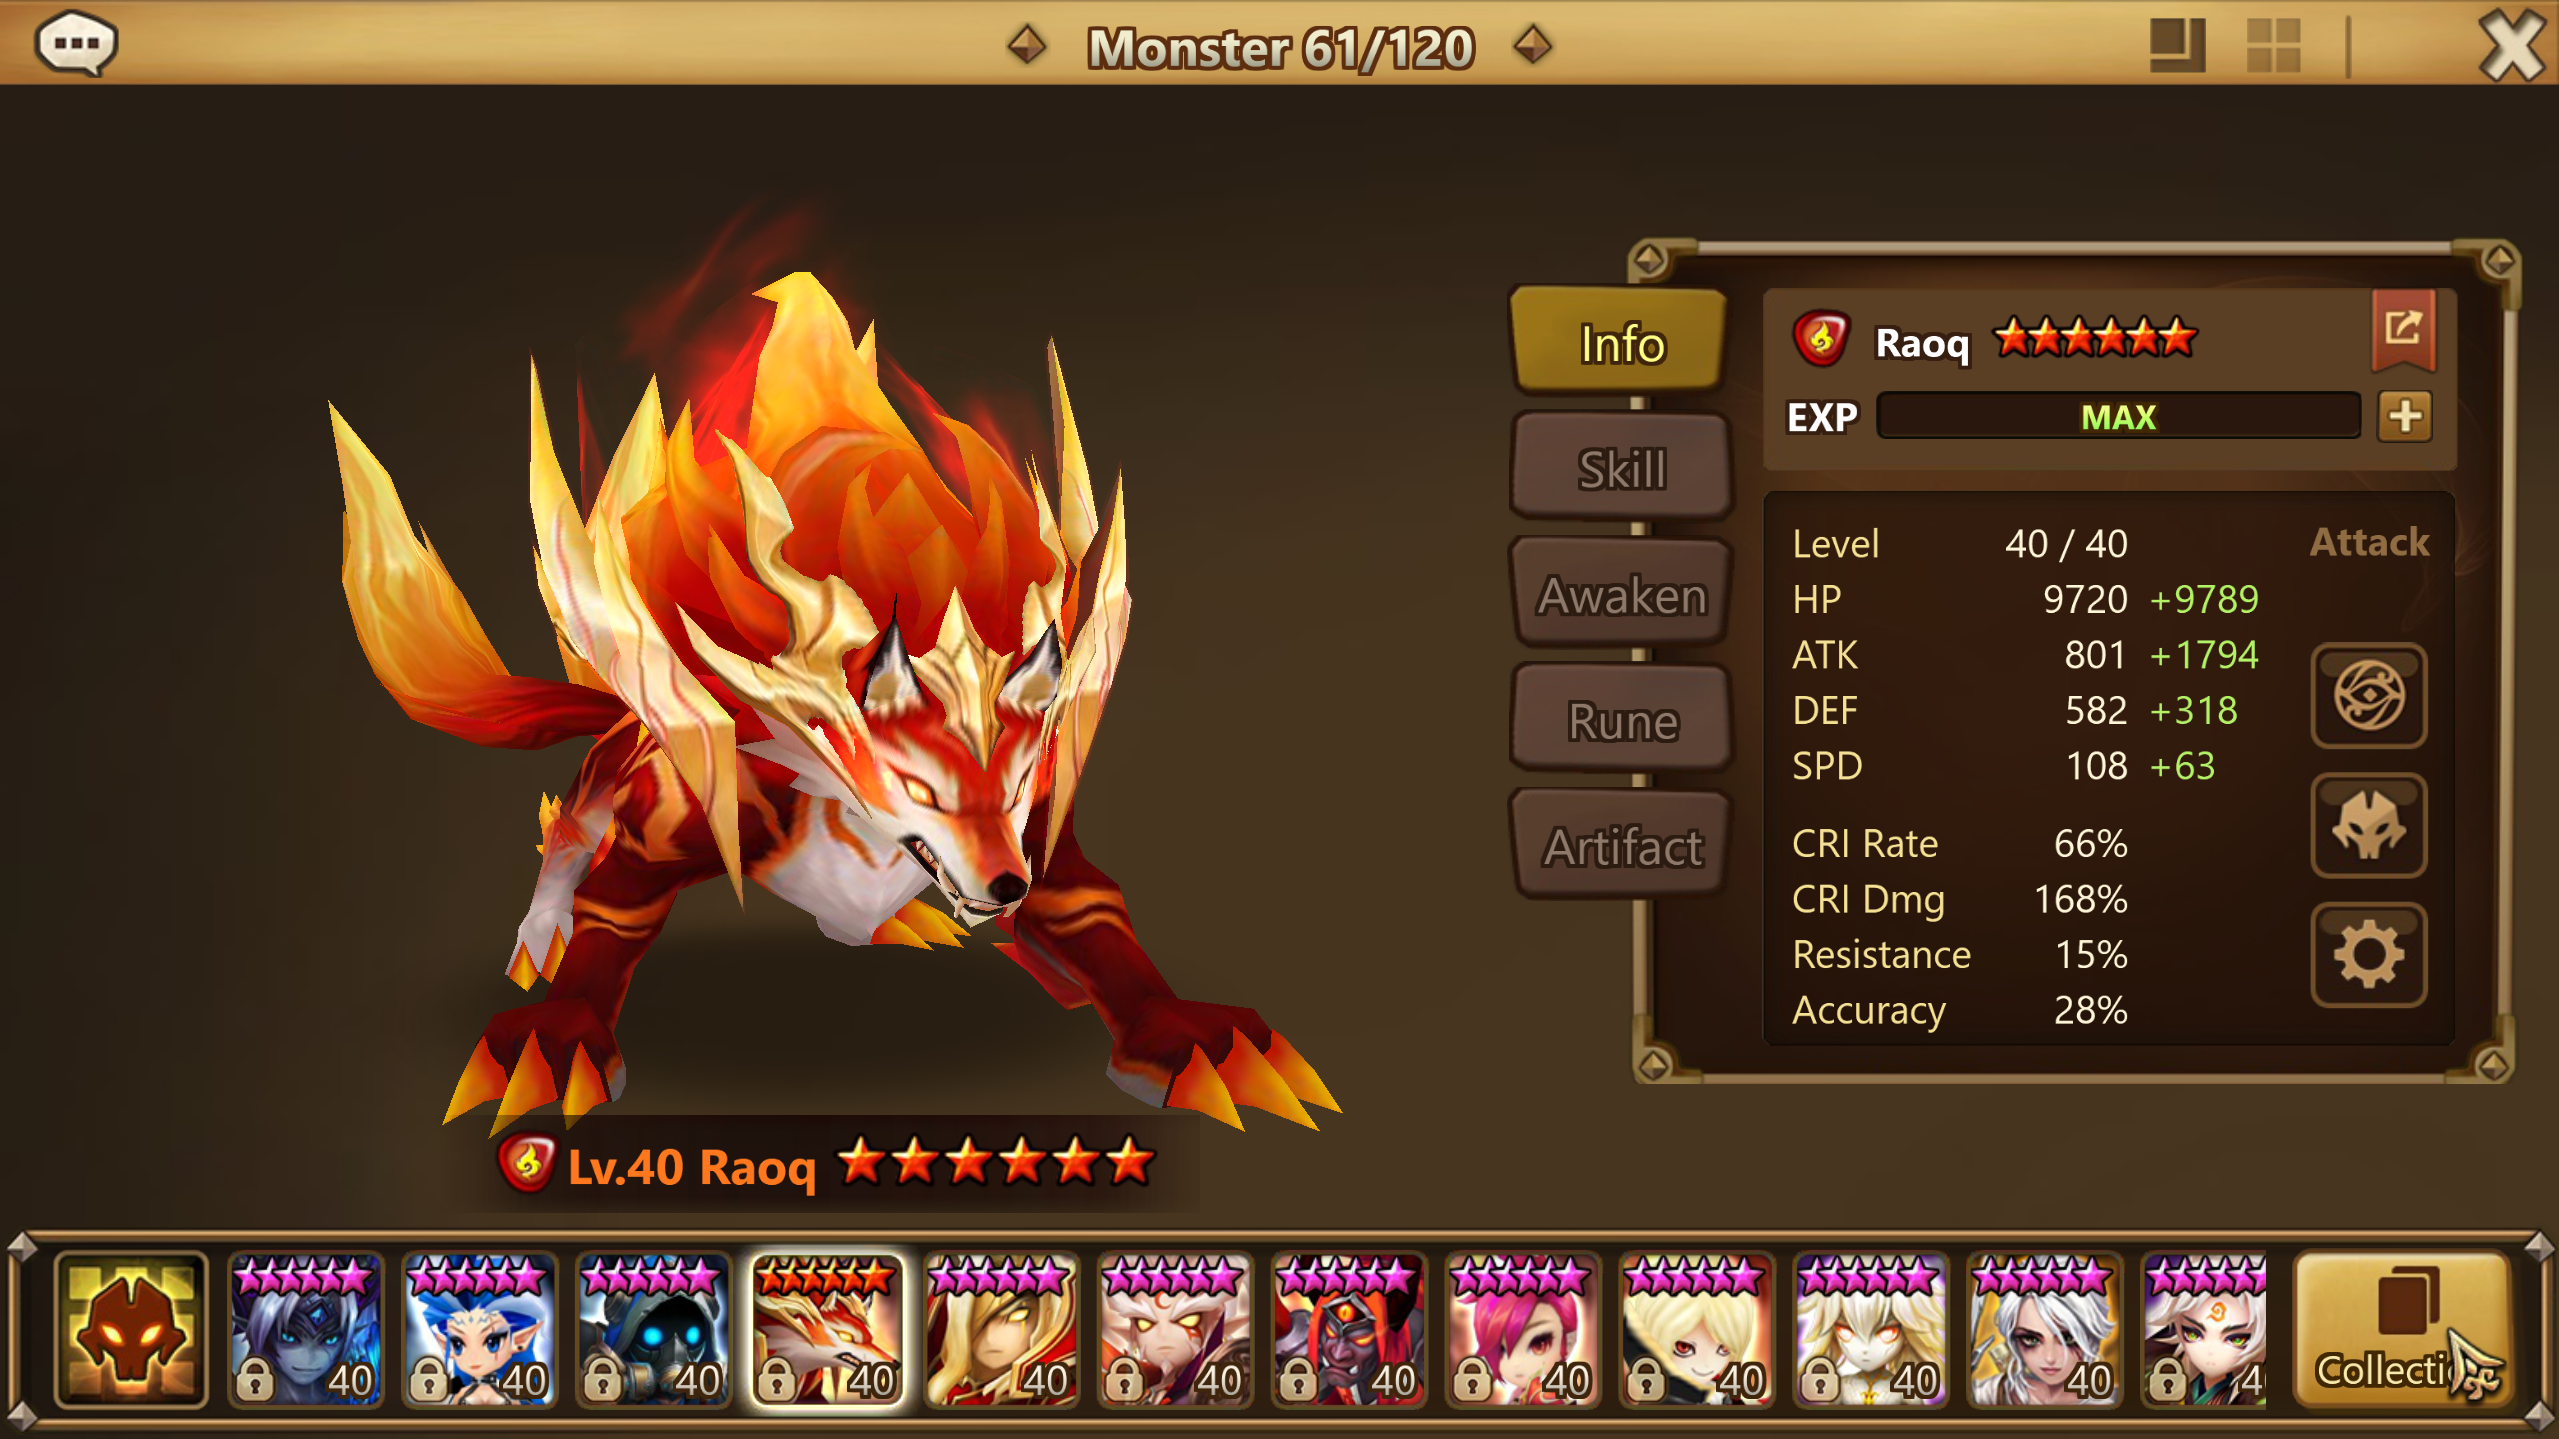 Monster 61/120
Info
Skill
Awaken
Rune
Artifact
Raoq
EXP MAX
Level 40 / 40 Attack
HP 9720 +9789
ATK 801 +1794
DEF 582 +318
SPD 108 +63
CRI Rate 66%
CRI Dmg 168%
Resistance 15%
Accuracy 28%
Lv.40 Raoq
40 40 40 40 40 40 40 40 40 40 40 4
Collecti